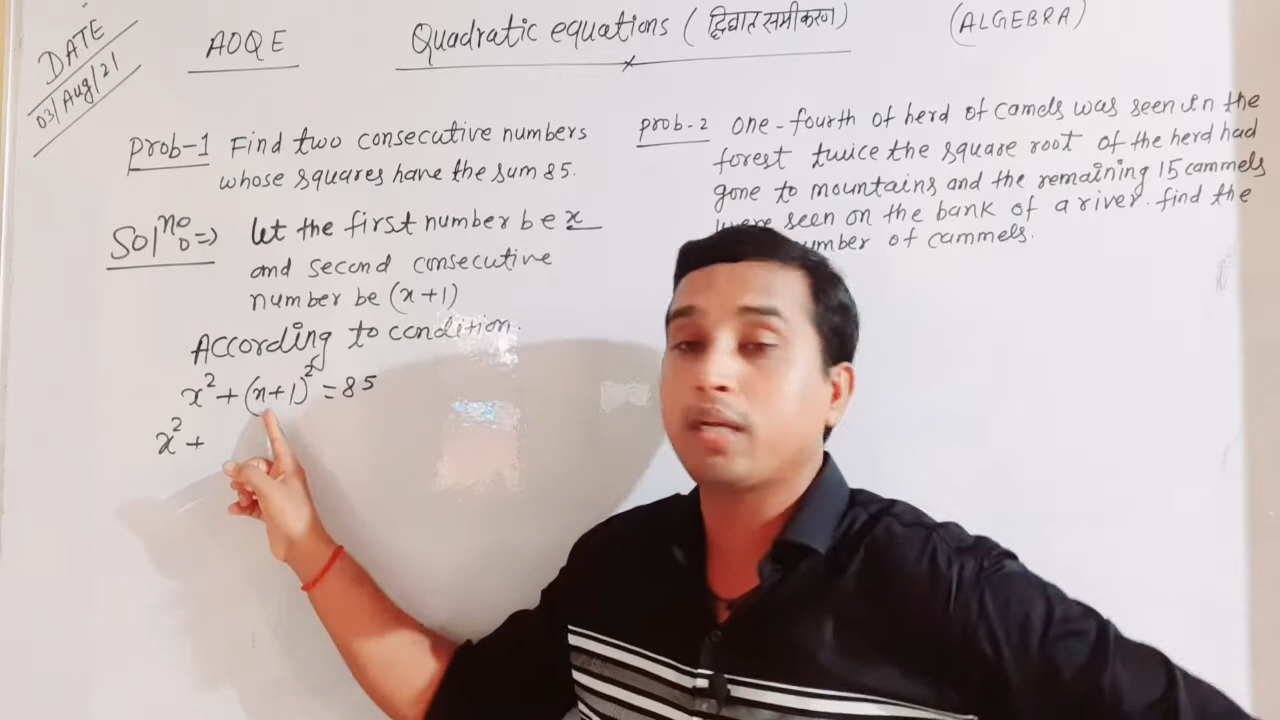 DATE
03/Aug/21
AOQE
Quadratic equations (द्विघात समीकरण)
(ALGEBRA)
Prob-1 Find two consecutive numbers
whose squares have the sum 85.
Sol no => let the first number be x
and second consecutive
number be (x+1)
According to condition.
x² + (x+1)² = 85
x² +
Prob-2 One-fourth of herd of camels was seen in the
forest twice the square root of the herd had
gone to mountains and the remaining 15 cammels
were seen on the bank of a river. find the
umber of cammels.